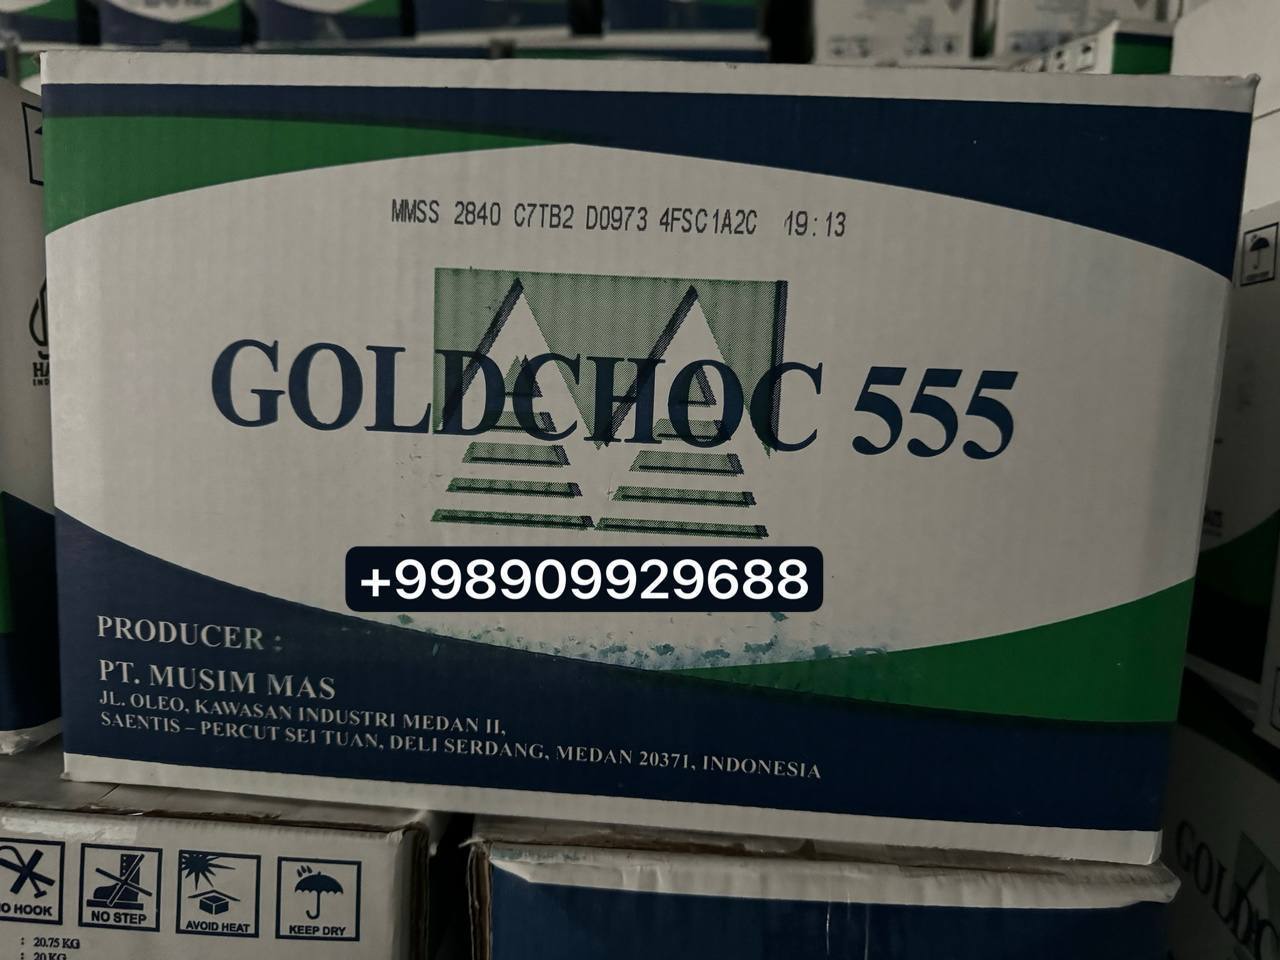 MMSS 2840 C7TB2 D0973 4FSC1A2C 19:13
GOLDCHOC 555
+998909929688
PRODUCER :
PT. MUSIM MAS
JL. OLEO, KAWASAN INDUSTRI MEDAN II,
SAENTIS – PERCUT SEI TUAN, DELI SERDANG, MEDAN 20371, INDONESIA
NO HOOK
NO STEP
AVOID HEAT
KEEP DRY
: 20.75 KG
: 20 KG